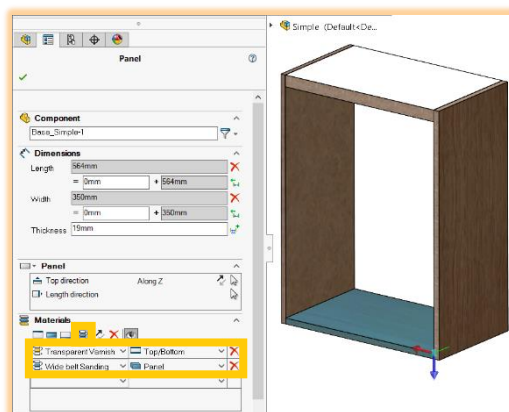 Simple (Default<De...
Panel
Component
Base_Simple-1
Dimensions
Length
564mm
= 0mm
+ 564mm
Width
350mm
= 0mm
+ 350mm
Thickness
19mm
Panel
Top direction
Along Z
Length direction
Materials
Transparent Varnish
Top/Bottom
Wide belt Sanding
Panel